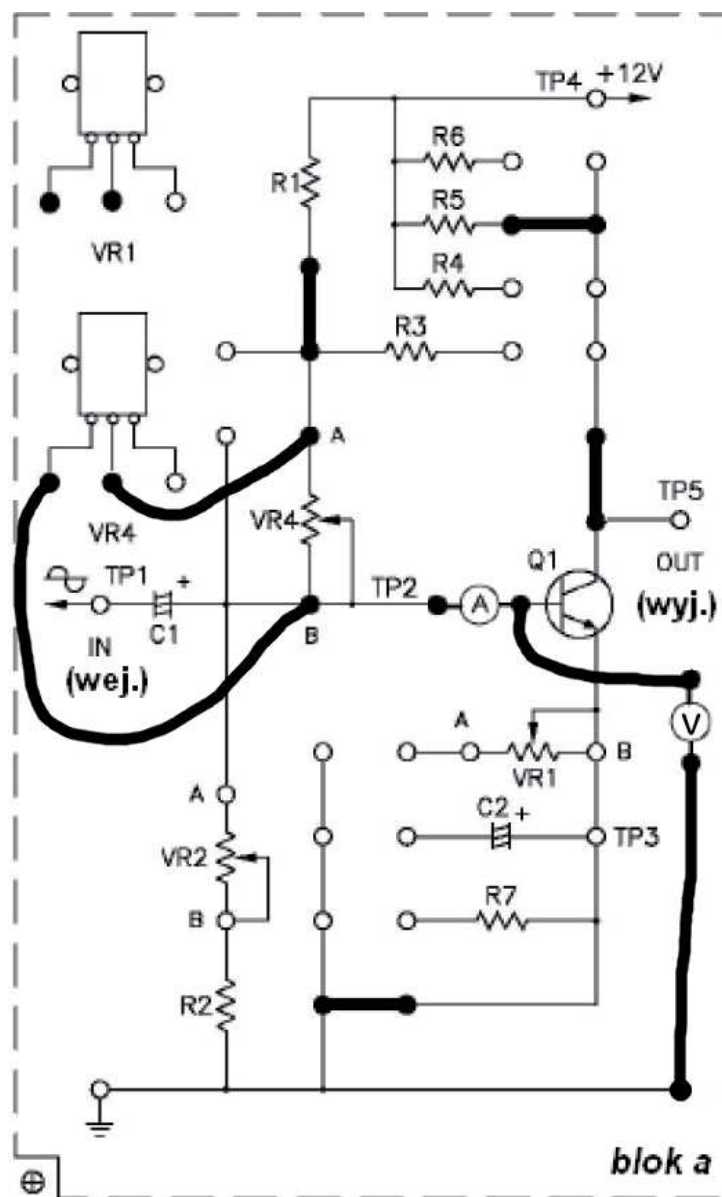 TP4 +12V
R6
R1
R5
VR1
R4
R3
A
VR4
TP5
VR4
TP1
+
C1
TP2
A
Q1
OUT
(wyj.)
IN
(wej.)
B
A
VR1
B
V
A
C2 +
TP3
VR2
B
R7
R2
blok a